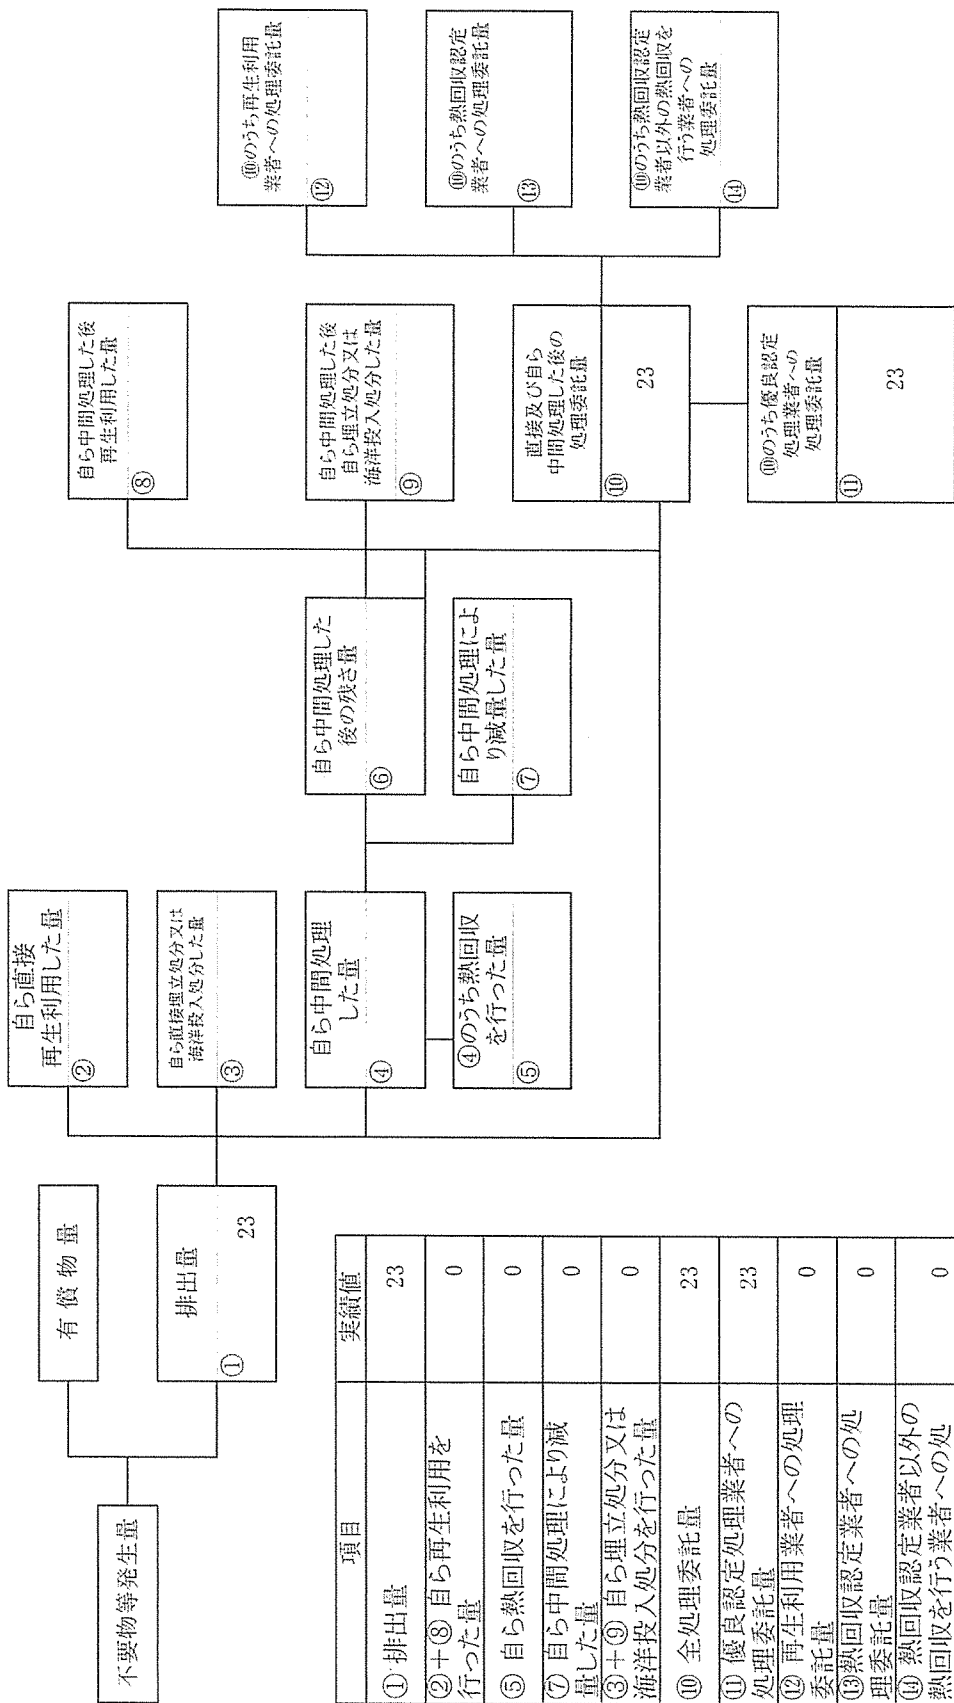 不要物等発生量
有償物量
排出量
①
23
自ら直接
再生利用した量
②
自ら直接埋立処分又は
海洋投入処分した量
③
自ら中間処理
した量
④
④のうち熱回収
を行った量
⑤
自ら中間処理した
後の残さ量
⑥
自ら中間処理によ
り減量した量
⑦
自ら中間処理した後
再生利用した量
⑧
自ら中間処理した後
自ら埋立処分又は
海洋投入処分した量
⑨
直接及び自ら
中間処理した後の
処理委託量
⑩
23
⑩のうち優良認定
処理業者への
処理委託量
⑪
23
⑩のうち再生利用
業者への処理委託量
⑫
⑩のうち熱回収認定
業者への処理委託量
⑬
⑩のうち熱回収認定
業者以外の熱回収を
行う業者への
処理委託量
⑭
項目 実績値
①排出量 23
②+⑧ 自ら再生利用を
行った量 0
⑤ 自ら熱回収を行った量 0
⑦ 自ら中間処理により減
量した量 0
③+⑨ 自ら埋立処分又は
海洋投入処分を行った量 0
⑩ 全処理委託量 23
⑪ 優良認定処理業者への
処理委託量 23
⑫ 再生利用業者への処理
委託量 0
⑬熱回収認定業者への処
理委託量 0
⑭ 熱回収認定業者以外の
熱回収を行う業者への処 0